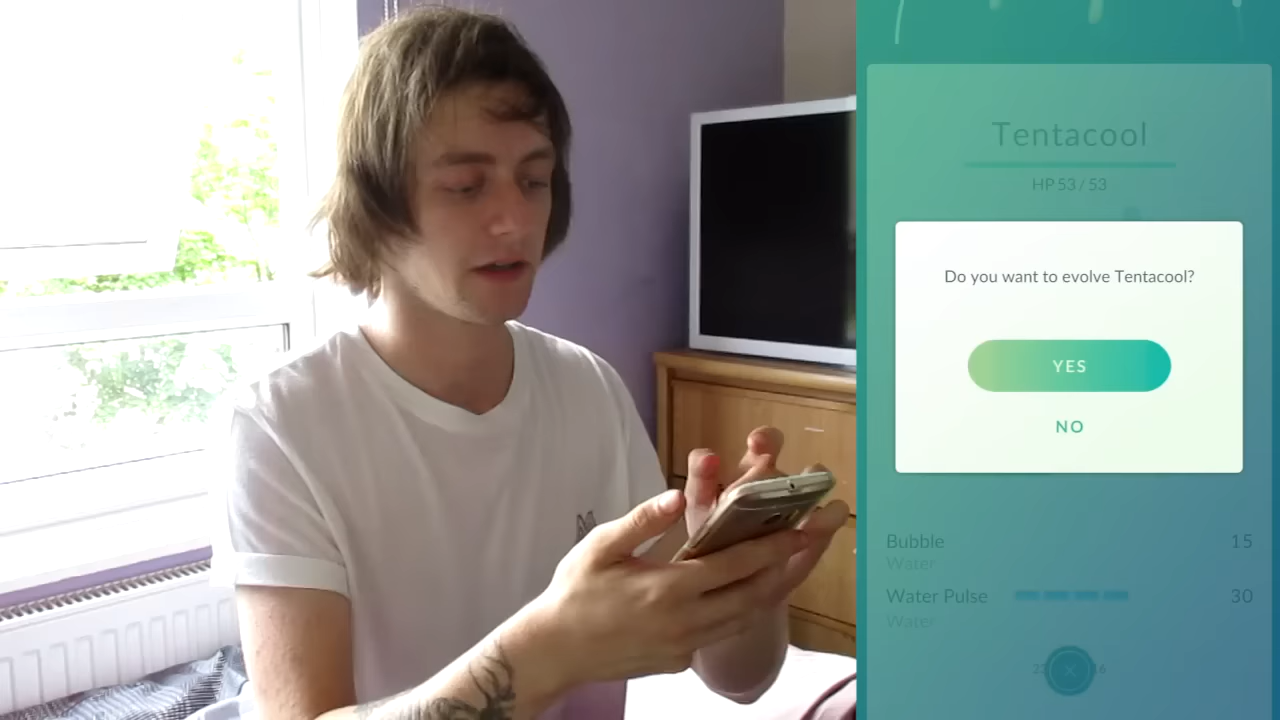 Tentacool
HP 53 / 53
Do you want to evolve Tentacool?
YES
NO
Bubble 15
Water
Water Pulse 30
Water